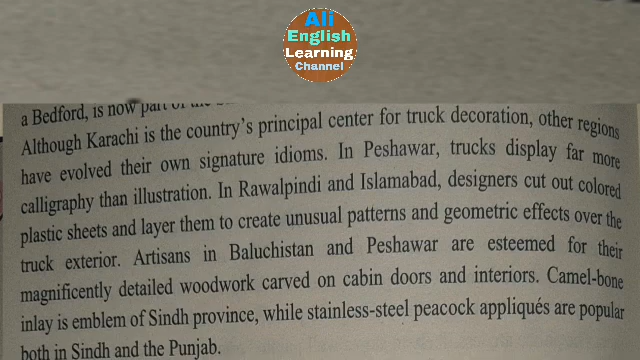 Ali
English
Learning
Channel
a Bedford, is now part of the
Although Karachi is the country's principal center for truck decoration, other regions
have evolved their own signature idioms. In Peshawar, trucks display far more
calligraphy than illustration. In Rawalpindi and Islamabad, designers cut out colored
plastic sheets and layer them to create unusual patterns and geometric effects over the
truck exterior. Artisans in Baluchistan and Peshawar are esteemed for their
magnificently detailed woodwork carved on cabin doors and interiors. Camel-bone
inlay is emblem of Sindh province, while stainless-steel peacock appliqués are popular
both in Sindh and the Punjab.